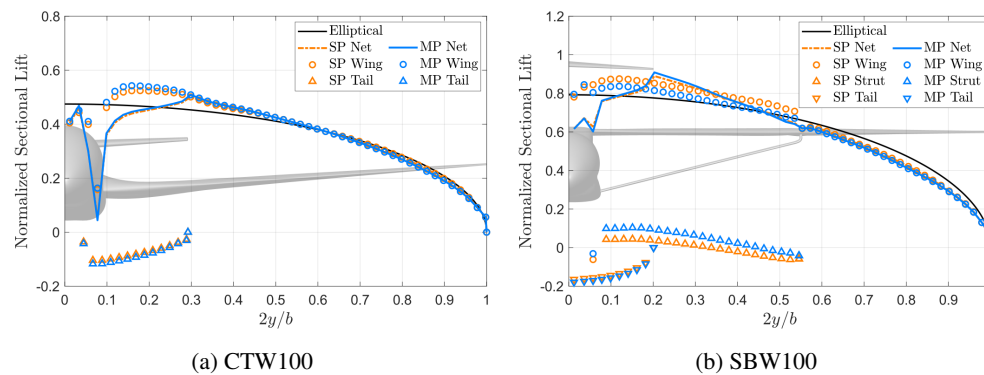 0.8
0.6
0.4
0.2
0
-0.2
Normalized Sectional Lift
Elliptical
SP Net
MP Net
SP Wing
MP Wing
SP Tail
MP Tail
0 0.1 0.2 0.3 0.4 0.5 0.6 0.7 0.8 0.9 1
2y/b
(a) CTW100
1.2
1
0.8
0.6
0.4
0.2
0
-0.2
Normalized Sectional Lift
Elliptical
SP Net
MP Net
SP Wing
MP Wing
SP Strut
MP Strut
SP Tail
MP Tail
0 0.1 0.2 0.3 0.4 0.5 0.6 0.7 0.8 0.9
2y/b
(b) SBW100